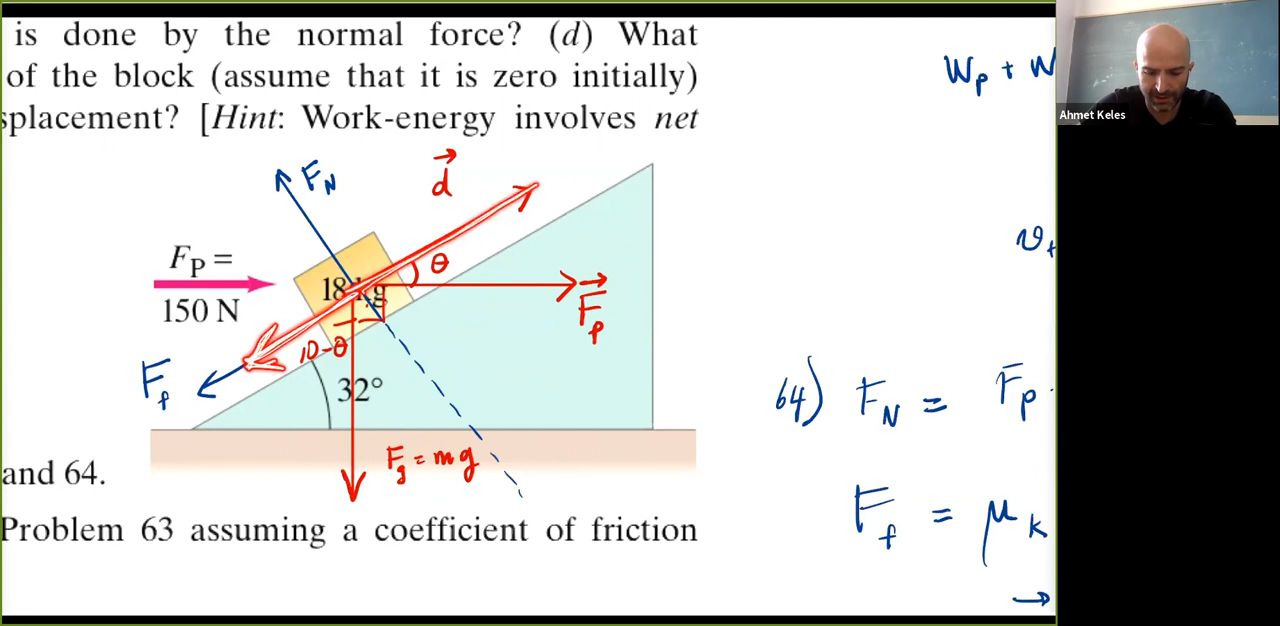 is done by the normal force? (d) What
of the block (assume that it is zero initially)
splacement? [Hint: Work-energy involves net
F_N
d
F_P =
150 N
18 kg
θ
F_P
F_f
32°
F_g = mg
and 64.
Problem 63 assuming a coefficient of friction
W_P + W
64) F_N = F_P
F_f = μ_k
→
Ahmet Keles